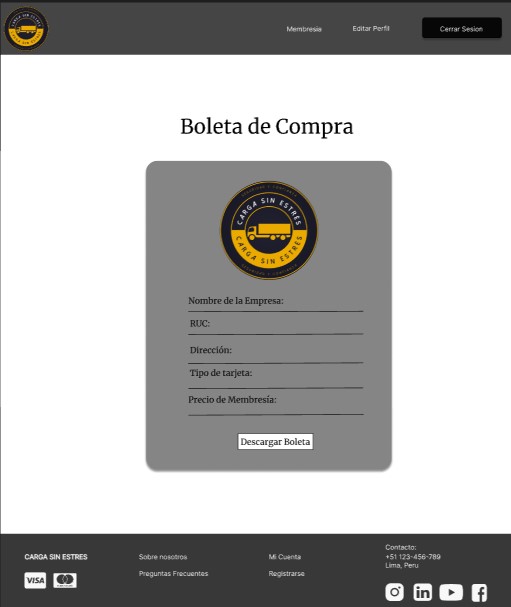 Membresia
Editar Perfil
Cerrar Sesion
Boleta de Compra
CARGA SIN ESTRES
CARGA SIN ESTRES
Nombre de la Empresa:
RUC:
Dirección:
Tipo de tarjeta:
Precio de Membresía:
Descargar Boleta
CARGA SIN ESTRES
VISA
Sobre nosotros
Preguntas Frecuentes
Mi Cuenta
Registrarse
Contacto:
+51 123-456-789
Lima, Peru
in